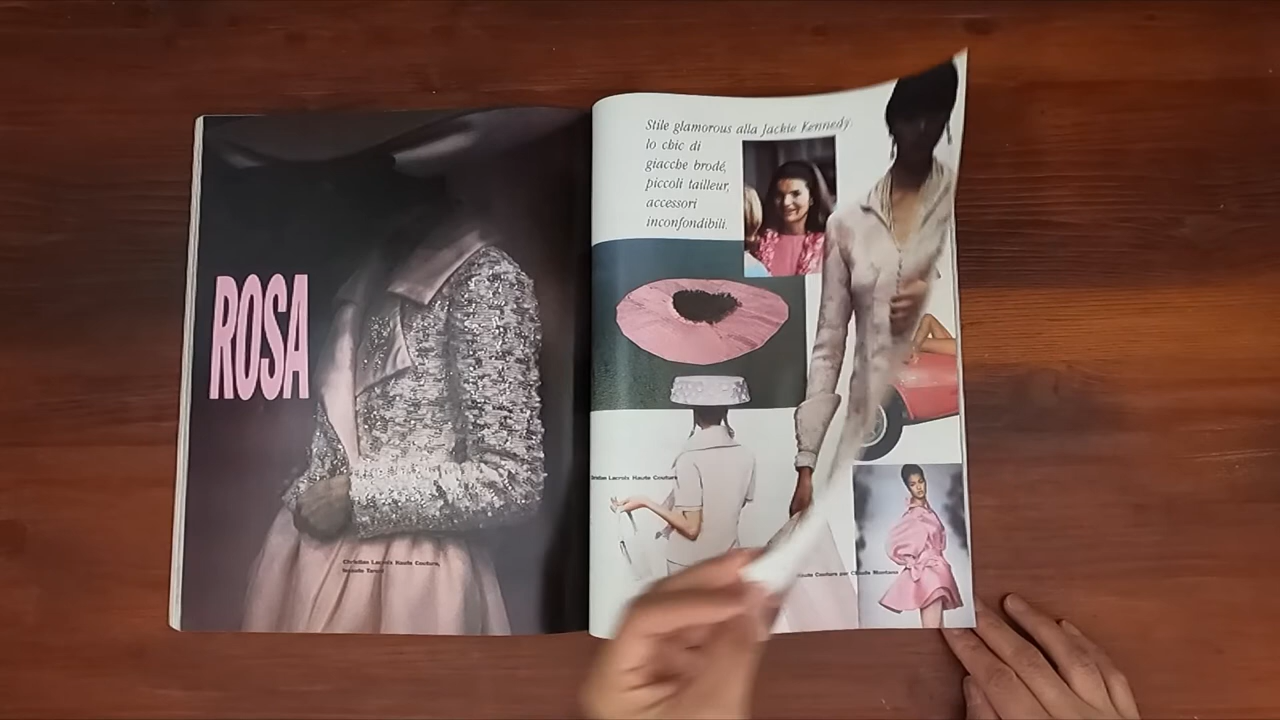 ROSA
Christian Lacroix Haute Couture,
Stile glamorous alla Jackie Kennedy:
lo chic di
giacche brodé,
piccoli tailleur,
accessori
inconfondibili.
Christian Lacroix Haute Couture
Haute Couture par Claude Montana